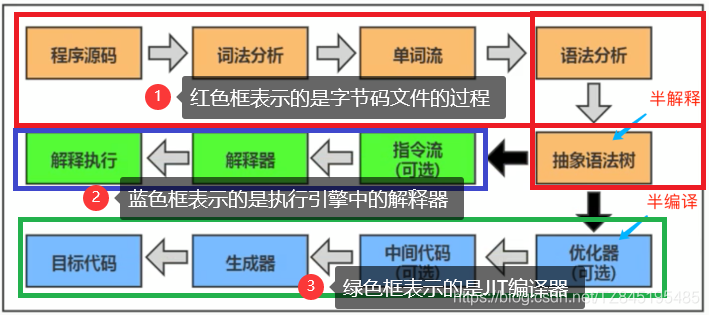 程序源码
词法分析
单词流
语法分析
1
红色框表示的是字节码文件的过程
半解释
解释执行
解释器
指令流
(可选)
抽象语法树
2
蓝色框表示的是执行引擎中的解释器
半编译
目标代码
生成器
中间代码
(可选)
优化器
(可选)
3
绿色框表示的是JIT编译器